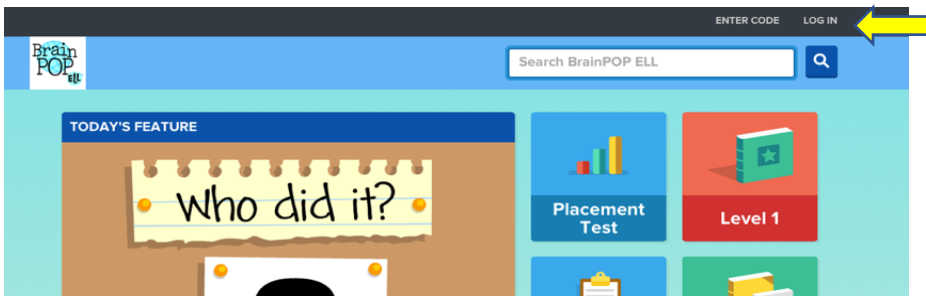 ENTER CODE LOG IN
Brain
POP
ELL
Search BrainPOP ELL
TODAY'S FEATURE
Who did it?
Placement
Test
Level 1